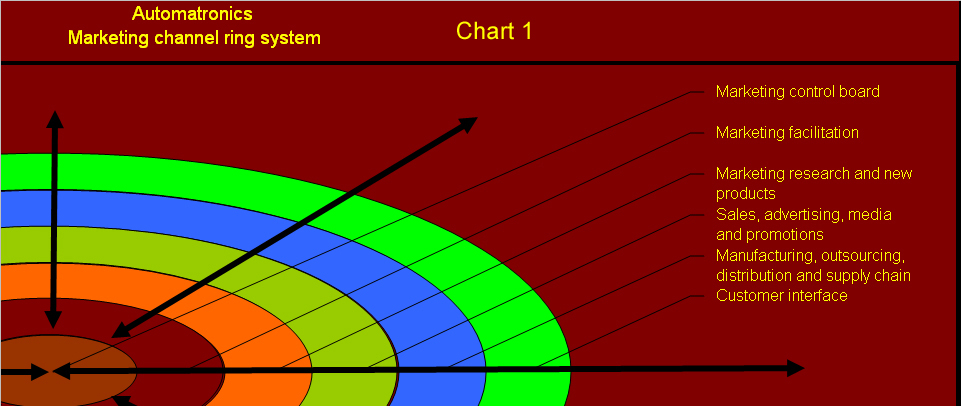 Automatronics
Marketing channel ring system
Chart 1
Marketing control board
Marketing facilitation
Marketing research and new
products
Sales, advertising, media
and promotions
Manufacturing, outsourcing,
distribution and supply chain
Customer interface